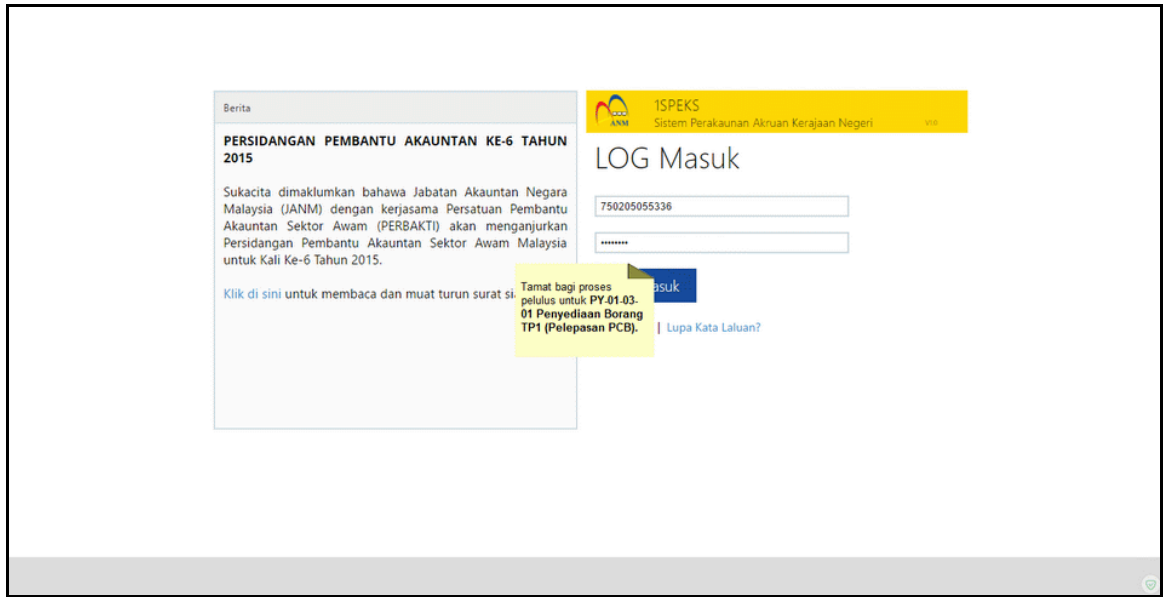 Berita
PERSIDANGAN PEMBANTU AKAUNTAN KE-6 TAHUN
2015
Sukacita dimaklumkan bahawa Jabatan Akauntan Negara
Malaysia (JANM) dengan kerjasama Persatuan Pembantu
Akauntan Sektor Awam (PERBAKTI) akan menganjurkan
Persidangan Pembantu Akauntan Sektor Awam Malaysia
untuk Kali Ke-6 Tahun 2015.
Klik di sini untuk membaca dan muat turun surat
ANM
1SPEKS
Sistem Perakaunan Akruan Kerajaan Negeri
LOG Masuk
750205055336
••••••••
asuk
| Lupa Kata Laluan?
Tamat bagi proses
pelulus untuk PY-01-03-
01 Penyediaan Borang
TP1 (Pelepasan PCB).